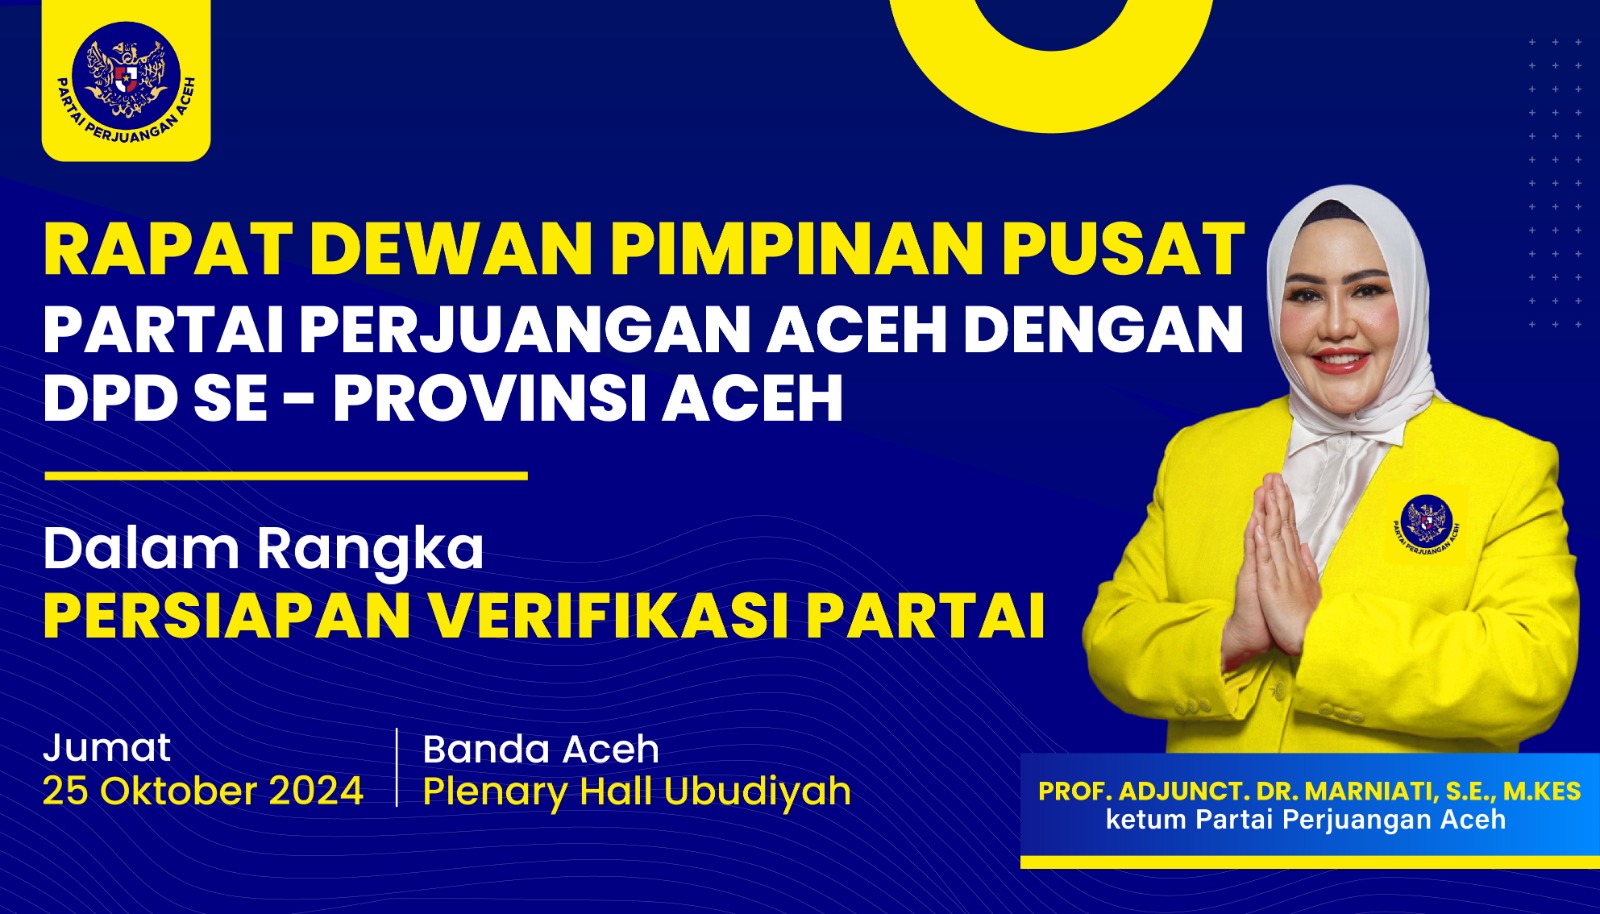 PARTAI PERJUANGAN ACEH
RAPAT DEWAN PIMPINAN PUSAT
PARTAI PERJUANGAN ACEH DENGAN
DPD SE - PROVINSI ACEH
Dalam Rangka
PERSIAPAN VERIFIKASI PARTAI
Jumat
25 Oktober 2024
Banda Aceh
Plenary Hall Ubudiyah
PARTAI PERJUANGAN ACEH
PROF. ADJUNCT. DR. MARNIATI, S.E., M.KES
ketum Partai Perjuangan Aceh